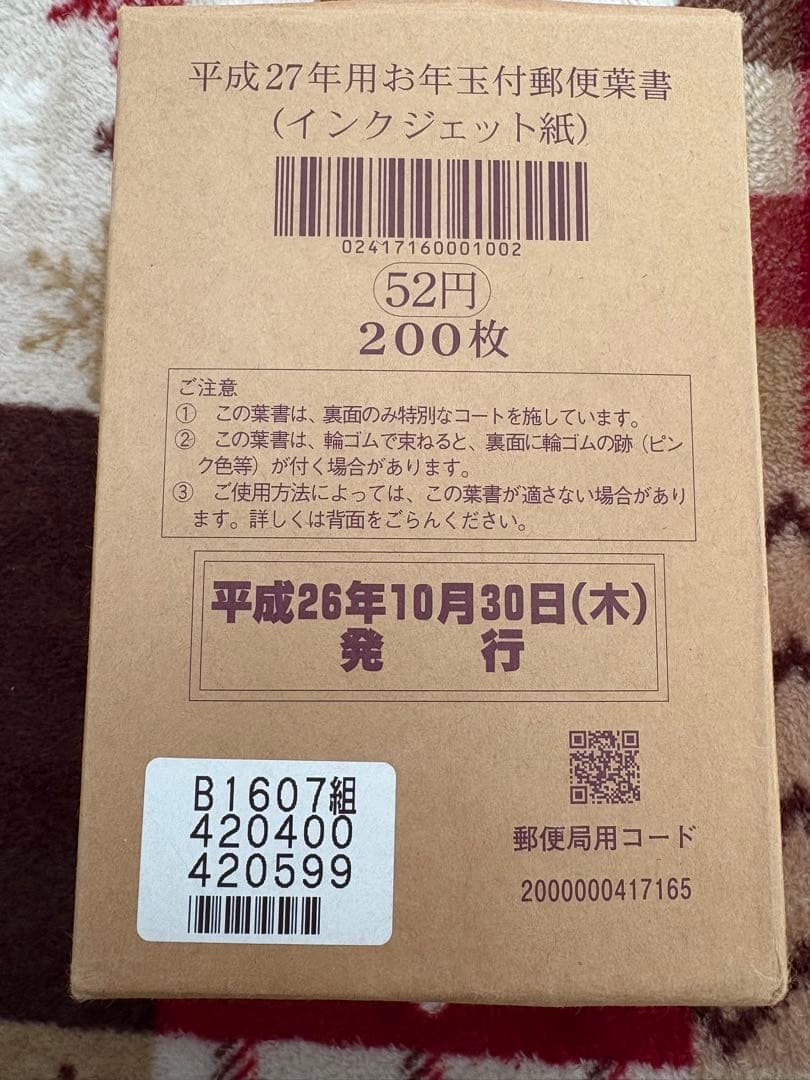 平成27年用お年玉付郵便葉書
（インクジェット紙）
02417160001002
52円
200枚
ご注意
① この葉書は、裏面のみ特別なコートを施しています。
② この葉書は、輪ゴムで束ねると、裏面に輪ゴムの跡（ピン
ク色等）が付く場合があります。
③ ご使用方法によっては、この葉書が適さない場合があり
ます。詳しくは背面をごらんください。
平成26年10月30日（木）
発 行
B1607組
420400
420599
郵便局用コード
2000000417165